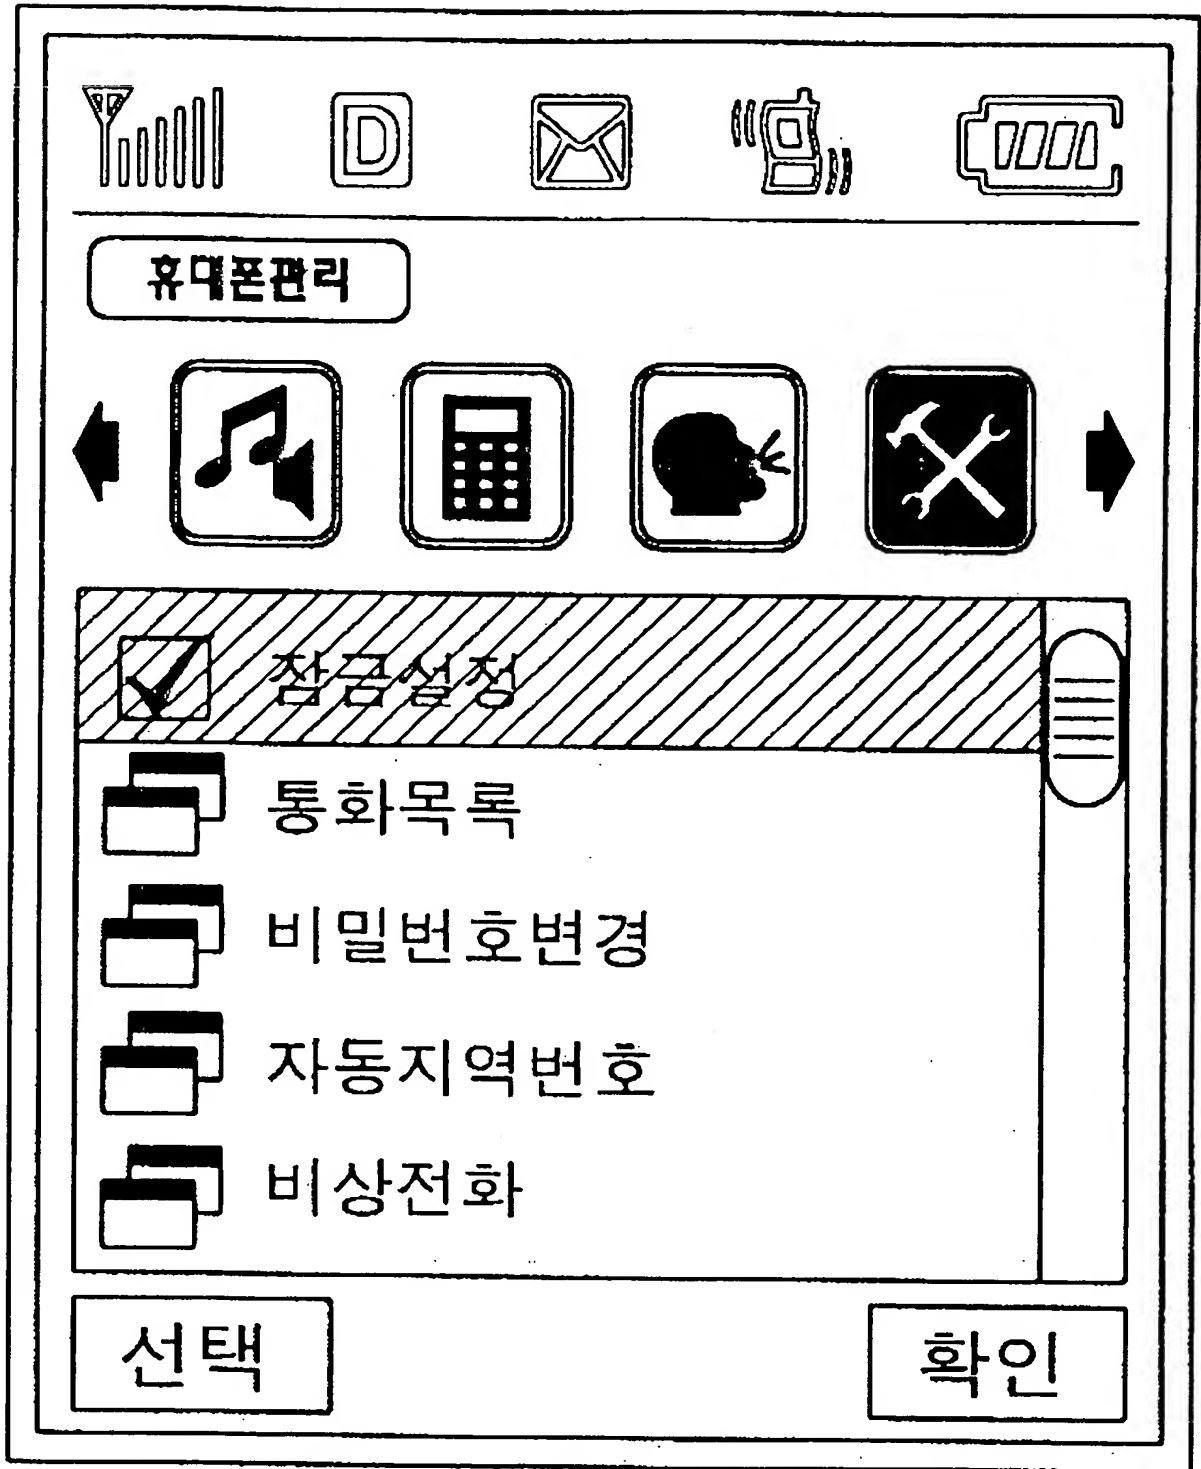 D
휴대폰관리
잠금설정
통화목록
비밀번호변경
자동지역번호
비상전화
선택
확인